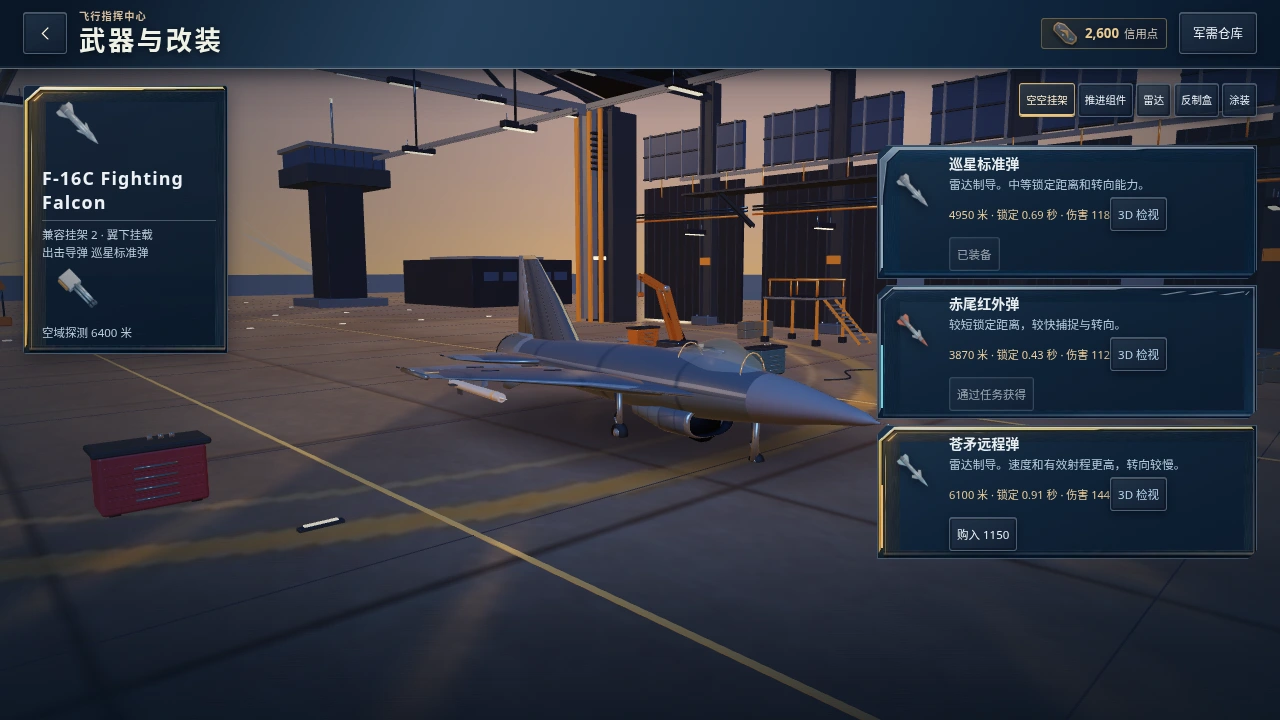 飞行指挥中心
武器与改装
2,600 信用点
军需仓库
空空挂架
推进组件
雷达
反制盒
涂装
F-16C Fighting
Falcon
兼容挂架 2 · 翼下挂载
出击导弹 巡星标准弹
空域探测 6400 米
巡星标准弹
雷达制导。中等锁定距离和转向能力。
4950 米 · 锁定 0.69 秒 · 伤害 118
3D 检视
已装备
赤尾红外弹
较短锁定距离，较快捕捉与转向。
3870 米 · 锁定 0.43 秒 · 伤害 112
3D 检视
通过任务获得
苍矛远程弹
雷达制导。速度和有效射程更高，转向较慢。
6100 米 · 锁定 0.91 秒 · 伤害 144
3D 检视
购入 1150